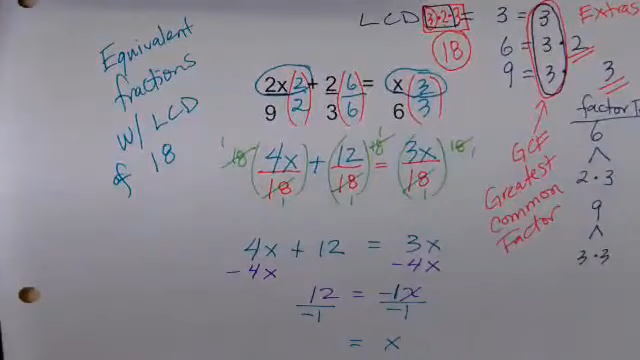 LCD 3·2·3 =
18
3 = 3
6 = 3·2
9 = 3·3
Extras
Equivalent
fractions
w/ LCD
of 18
2x/9 (2/2) + 2/3 (6/6) = x/6 (3/3)
18 (4x/18) + (12/18) 18 = (3x/18) 18
4x + 12 = 3x
-4x -4x
12/-1 = -1x/-1
= x
GCF
Greatest
Common
Factor
6
2·3
9
3·3